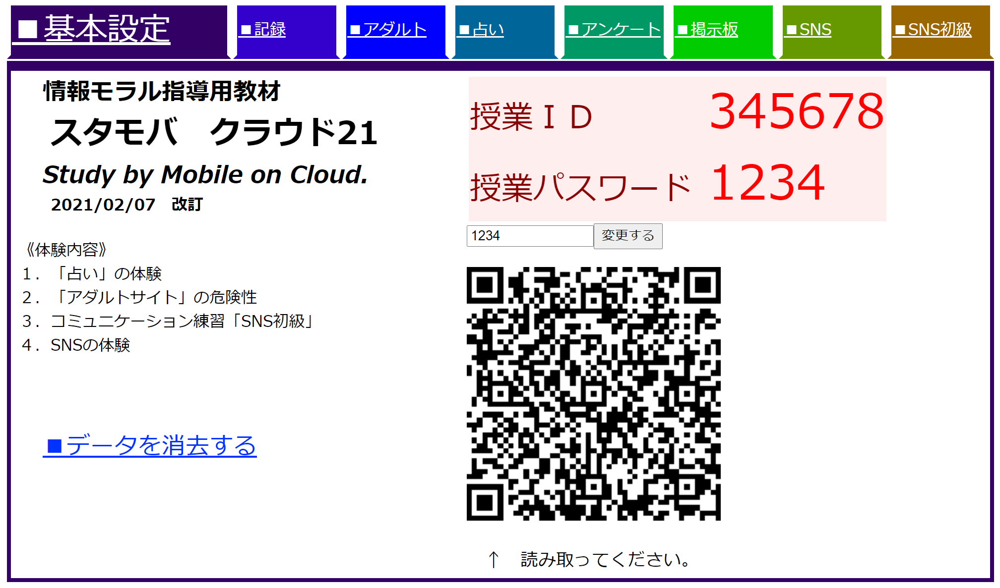 ■基本設定
■記録
■アダルト
■占い
■アンケート
■掲示板
■SNS
■SNS初級
情報モラル指導用教材
スタモバ　クラウド21
Study by Mobile on Cloud.
2021/02/07　改訂
《体験内容》
１．「占い」の体験
２．「アダルトサイト」の危険性
３．コミュニケーション練習「SNS初級」
４．SNSの体験
■データを消去する
授業ＩＤ　345678
授業パスワード　1234
1234　変更する
↑　読み取ってください。